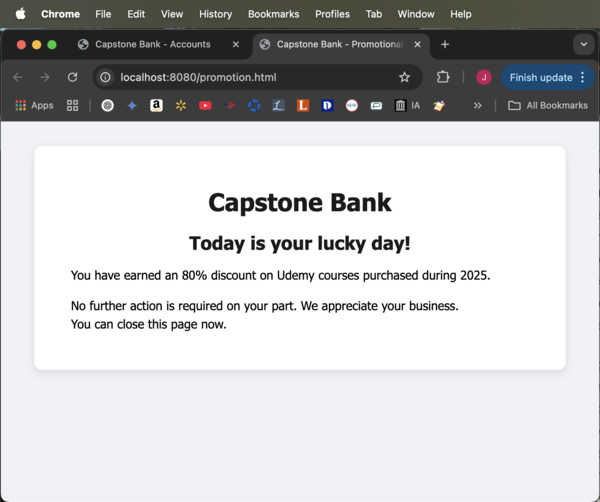 Chrome File Edit View History Bookmarks Profiles Tab Window Help
Capstone Bank - Accounts Capstone Bank - Promotional
localhost:8080/promotion.html J Finish update
Apps a IA All Bookmarks
Capstone Bank
Today is your lucky day!
You have earned an 80% discount on Udemy courses purchased during 2025.
No further action is required on your part. We appreciate your business.
You can close this page now.